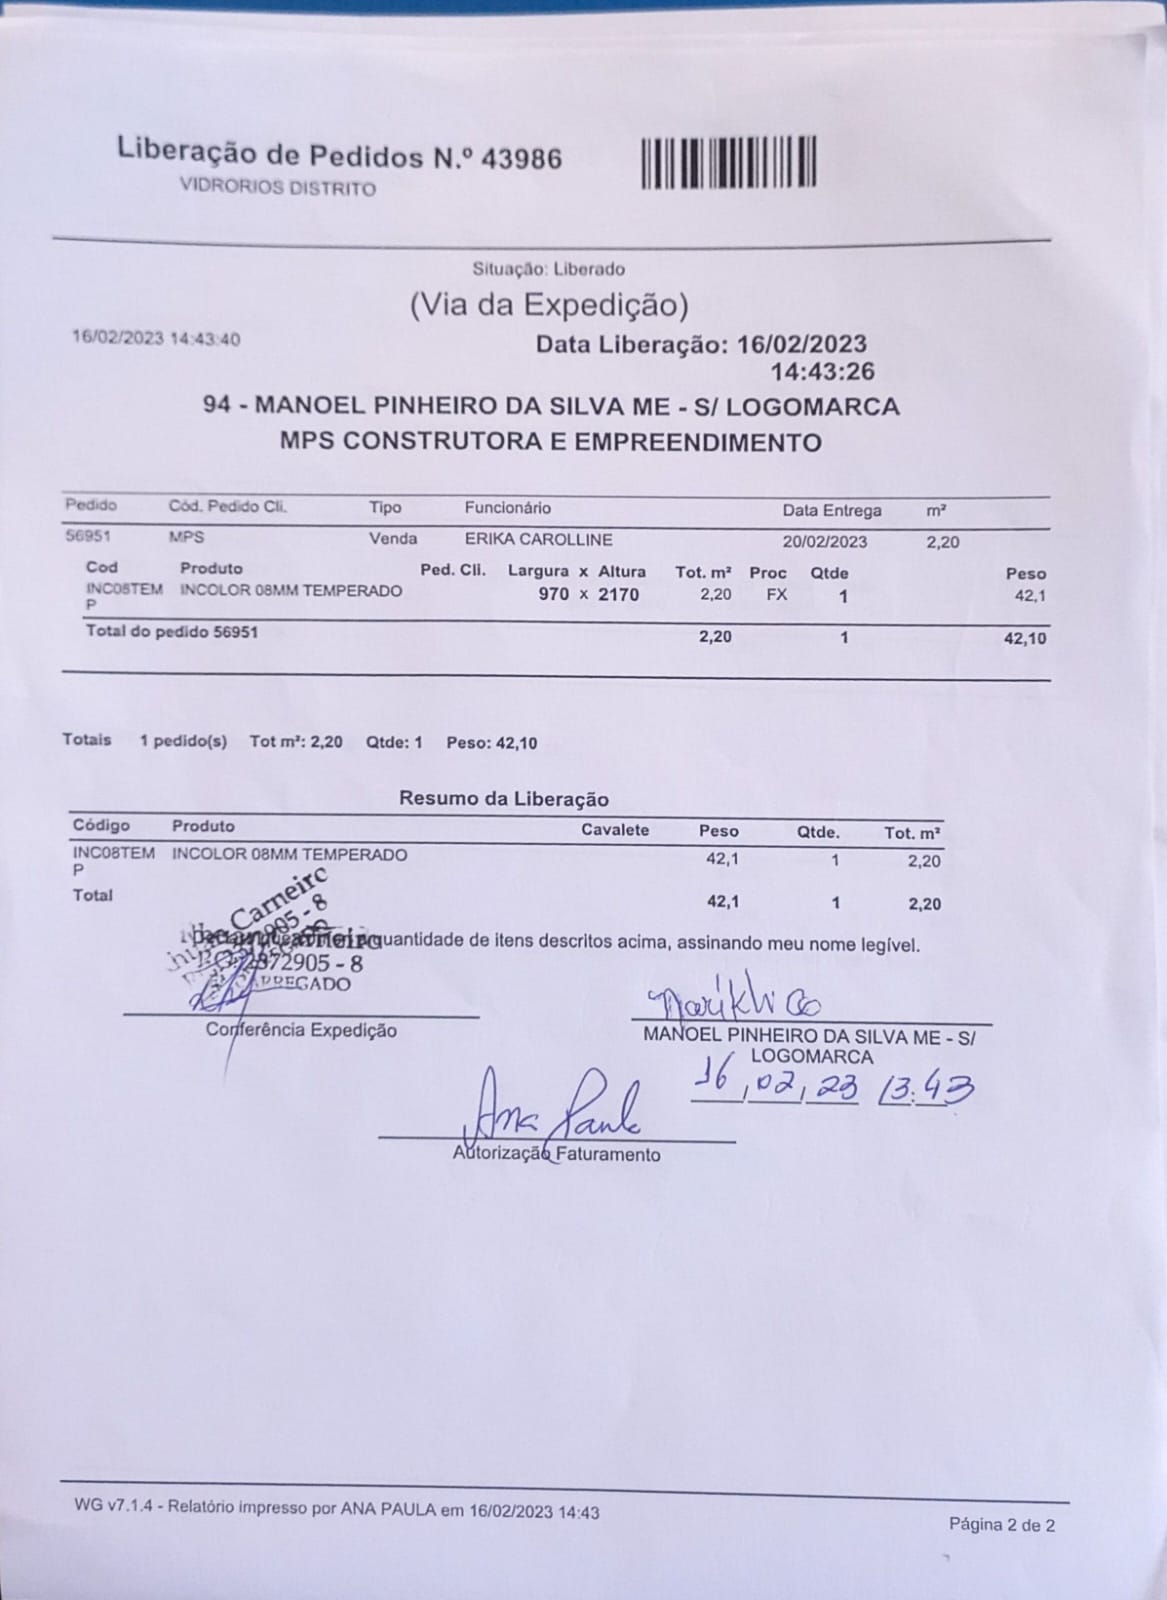 Liberação de Pedidos N.º 43986
VIDRORIOS DISTRITO
Situação: Liberado
(Via da Expedição)
16/02/2023 14:43:40
Data Liberação: 16/02/2023
14:43:26
94 - MANOEL PINHEIRO DA SILVA ME - S/ LOGOMARCA
MPS CONSTRUTORA E EMPREENDIMENTO
Pedido Cód. Pedido Cli. Tipo Funcionário Data Entrega m²
56951 MPS Venda ERIKA CAROLLINE 20/02/2023 2,20
Cod Produto Ped. Cli. Largura x Altura Tot. m² Proc Qtde Peso
INC08TEM INCOLOR 08MM TEMPERADO 970 x 2170 2,20 FX 1 42,1
P
Total do pedido 56951 2,20 1 42,10
Totais 1 pedido(s) Tot m²: 2,20 Qtde: 1 Peso: 42,10
Resumo da Liberação
Código Produto Cavalete Peso Qtde. Tot. m²
INC08TEM INCOLOR 08MM TEMPERADO 42,1 1 2,20
P
Total 42,1 1 2,20
Carneiro
905 - 8
quantidade de itens descritos acima, assinando meu nome legível.
2872905 - 8
Conferência Expedição
MANOEL PINHEIRO DA SILVA ME - S/
LOGOMARCA
16,02,23 13:43
Ana Paula
Autorização Faturamento
WG v7.1.4 - Relatório impresso por ANA PAULA em 16/02/2023 14:43
Página 2 de 2